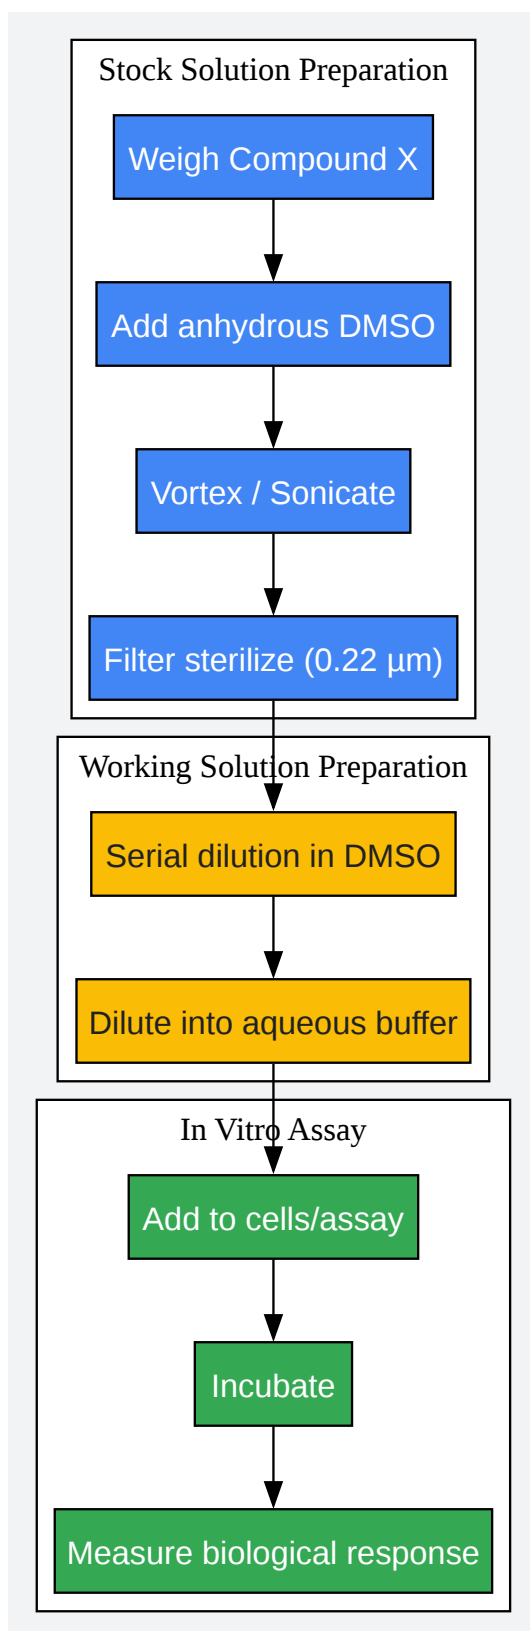 Stock Solution Preparation
Weigh Compound X
Add anhydrous DMSO
Vortex / Sonicate
Filter sterilize (0.22 µm)
Working Solution Preparation
Serial dilution in DMSO
Dilute into aqueous buffer
In Vitro Assay
Add to cells/assay
Incubate
Measure biological response